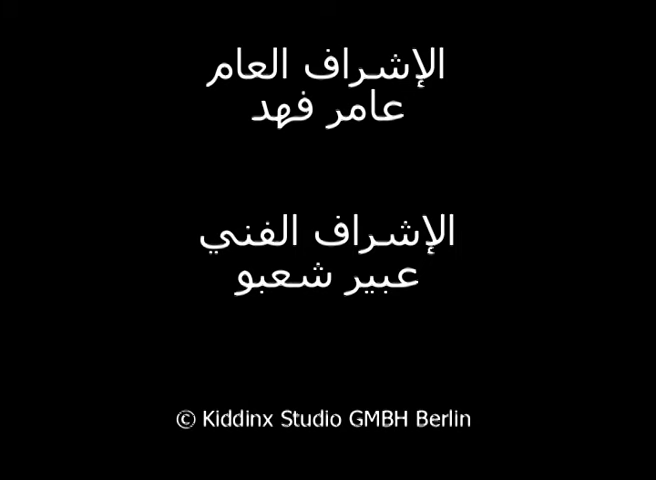 الإشراف العام
عامر فهد
الإشراف الفني
عبير شعبو
© Kiddinx Studio GMBH Berlin